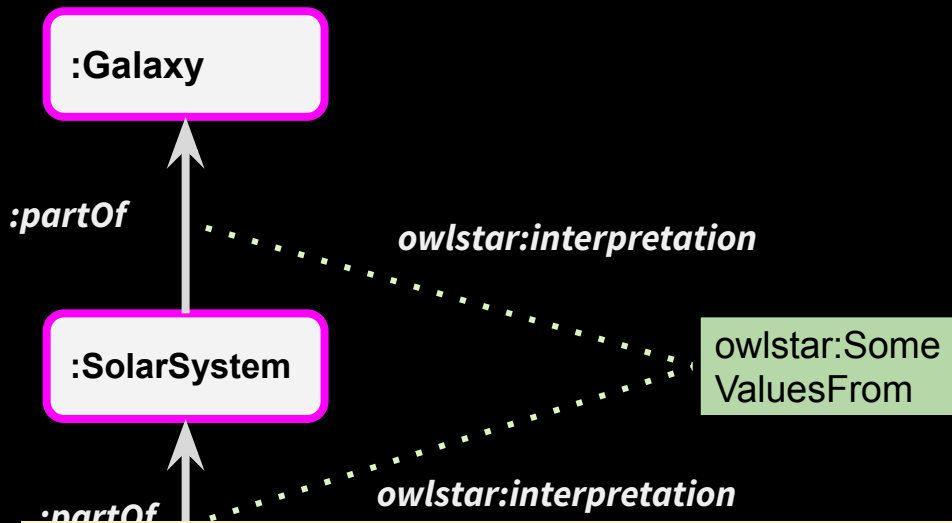 :Galaxy
:partOf
owlstar:interpretation
:SolarSystem
owlstar:Some
ValuesFrom
owlstar:interpretation
:partOf